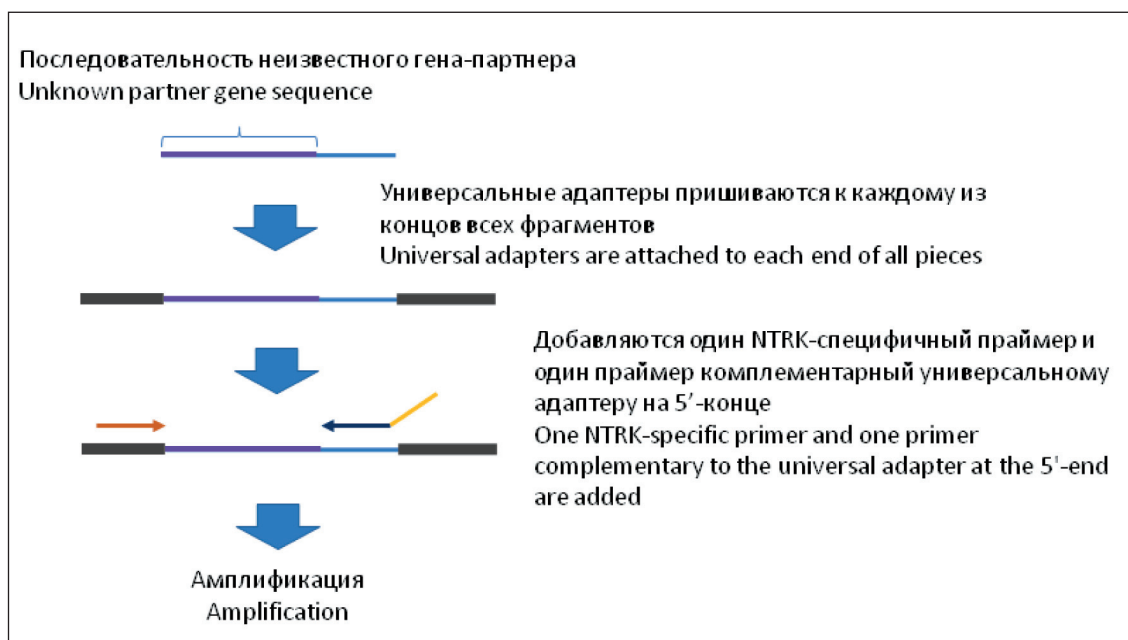 Последовательность неизвестного гена-партнера
Unknown partner gene sequence
Универсальные адаптеры пришиваются к каждому из
концов всех фрагментов
Universal adapters are attached to each end of all pieces
Добавляются один NTRK-специфичный праймер и
один праймер комплементарный универсальному
адаптеру на 5′-конце
One NTRK-specific primer and one primer
complementary to the universal adapter at the 5'-end
are added
Амплификация
Amplification